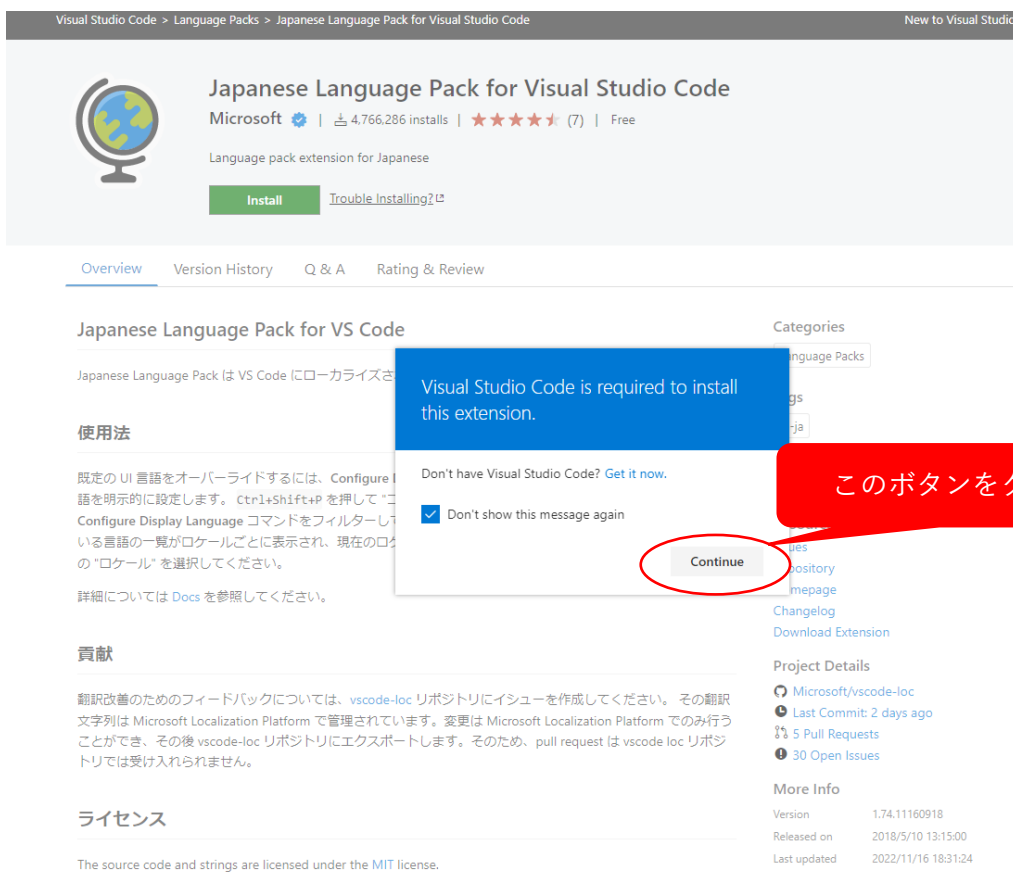 Visual Studio Code > Language Packs > Japanese Language Pack for Visual Studio Code
New to Visual Studio
Japanese Language Pack for Visual Studio Code
Microsoft | 4,766,286 installs | (7) | Free
Language pack extension for Japanese
Install Trouble Installing?
Overview Version History Q & A Rating & Review
Japanese Language Pack for VS Code
Japanese Language Pack は VS Code にローカライズさ
使用法
既定の UI 言語をオーバーライドするには、Configure
語を明示的に設定します。 Ctrl+Shift+P を押して "コ
Configure Display Language コマンドをフィルターして
いる言語の一覧がロケールごとに表示され、現在のロケ
の "ロケール" を選択してください。
詳細については Docs を参照してください。
貢献
翻訳改善のためのフィードバックについては、vscode-loc リポジトリにイシューを作成してください。 その翻訳
文字列は Microsoft Localization Platform で管理されています。変更は Microsoft Localization Platform でのみ行う
ことができ、その後 vscode-loc リポジトリにエクスポートします。そのため、pull request は vscode loc リポジ
トリでは受け入れられません。
ライセンス
The source code and strings are licensed under the MIT license.
Visual Studio Code is required to install
this extension.
Don't have Visual Studio Code? Get it now.
Don't show this message again
Continue
このボタンを
Categories
nguage Packs
gs
-ja
ues
pository
mepage
Changelog
Download Extension
Project Details
Microsoft/vscode-loc
Last Commit: 2 days ago
5 Pull Requests
30 Open Issues
More Info
Version 1.74.11160918
Released on 2018/5/10 13:15:00
Last updated 2022/11/16 18:31:24